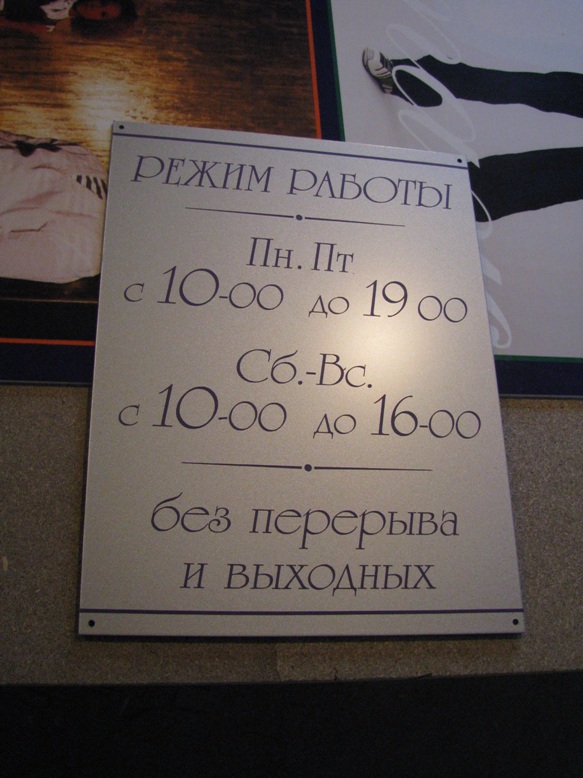 РЕЖИМ РАБОТЫ
Пн. Пт
с 10-00 до 19 00
Сб.-Вс.
с 10-00 до 16-00
без перерыва
и выходных